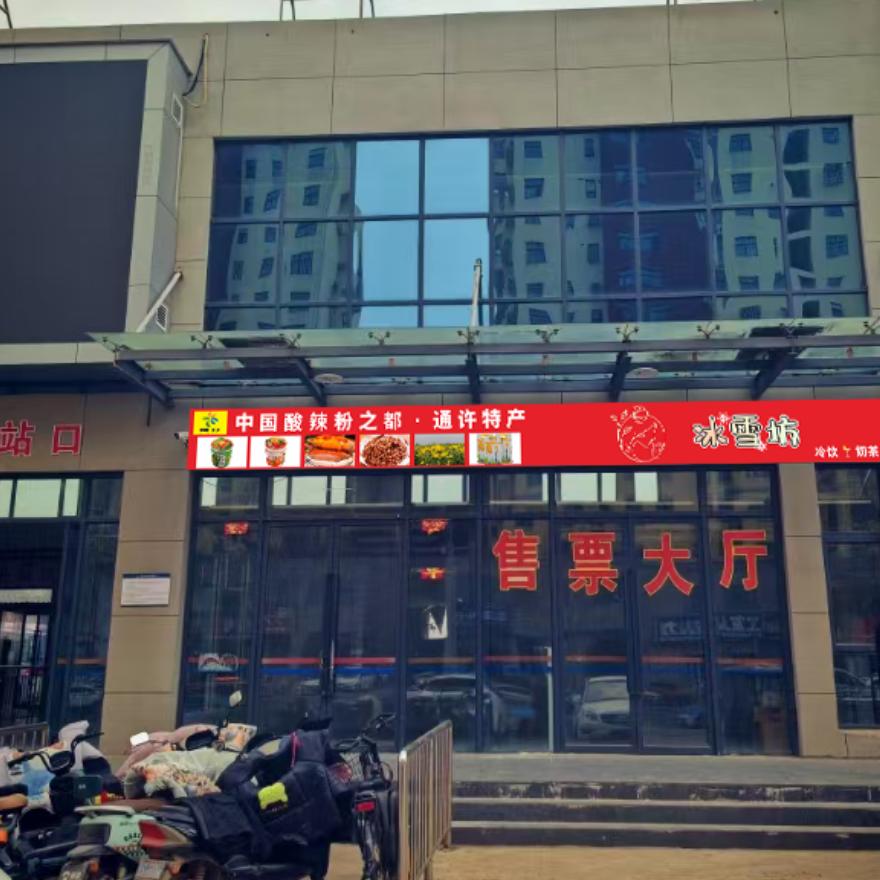 中国酸辣粉之都·通许特产
冰雪坊
冷饮 奶茶
站口
售票大厅